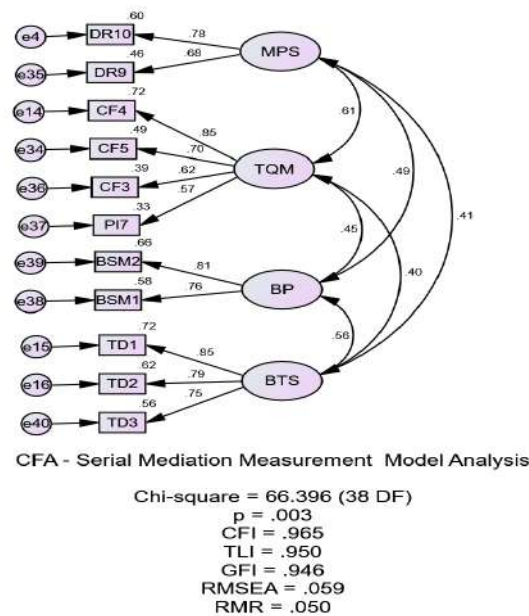 .60
e4 DR10 .78 MPS
.46
e35 DR9 .68
.72
e14 CF4 .85 .61
.49
e34 CF5 .70 TQM .49
.39
e36 CF3 .62 .41
.33
e37 PI7 .57
.66
e39 BSM2 .81 .45 .40
.58
e38 BSM1 .76 BP
.72
e15 TD1 .85 .56
.62
e16 TD2 .79 BTS
.56
e40 TD3 .75
CFA - Serial Mediation Measurement Model Analysis
Chi-square = 66.396 (38 DF)
p = .003
CFI = .965
TLI = .950
GFI = .946
RMSEA = .059
RMR = .050